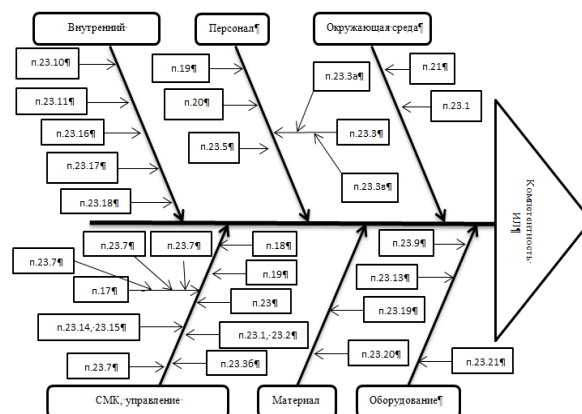 Внутренний¶
Персонал¶
Окружающая среда¶
п.23.10¶
п.23.11¶
п.23.16¶
п.23.17¶
п.23.18¶
п.19¶
п.20¶
п.23.5¶
п.23.3а¶
п.23.3¶
п.23.3в¶
п.21¶
п.23.1
Компетентность·
ИЛ¶
п.23.7¶
п.23.7¶
п.23.7¶
п.17¶
п.23.14,·23.15¶
п.23.7¶
п.18¶
п.19¶
п.23¶
п.23.1,·23.2¶
п.23.3б¶
п.23.9¶
п.23.13¶
п.23.19¶
п.23.20¶
п.23.21¶
СМК,·управление
Материал
Оборудование¶